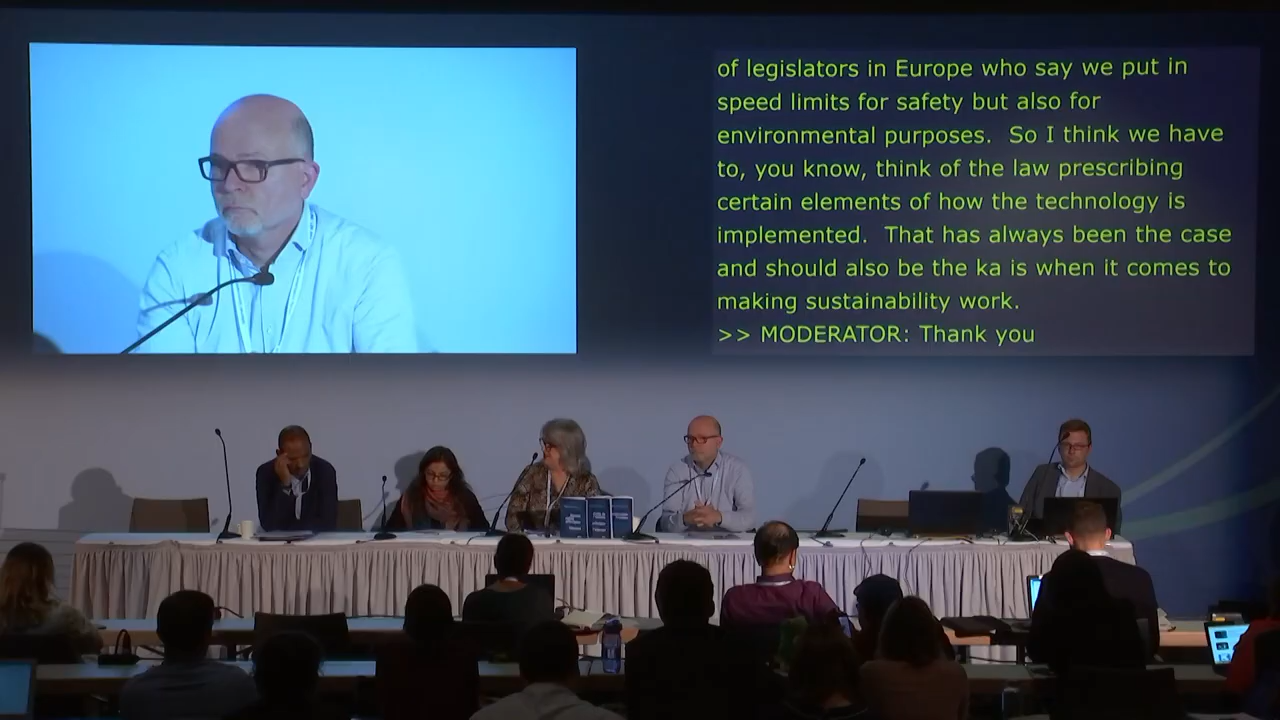 of legislators in Europe who say we put in
speed limits for safety but also for
environmental purposes.  So I think we have
to, you know, think of the law prescribing
certain elements of how the technology is
implemented.  That has always been the case
and should also be the ka is when it comes to
making sustainability work.
>> MODERATOR: Thank you